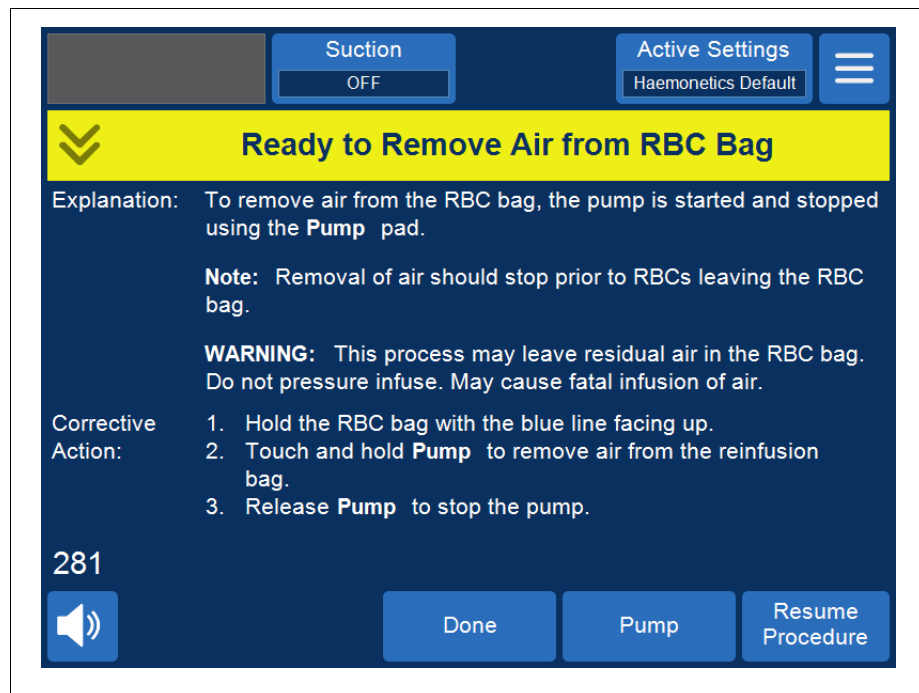 Suction
OFF
Active Settings
Haemonetics Default
Ready to Remove Air from RBC Bag
Explanation: To remove air from the RBC bag, the pump is started and stopped
using the Pump pad.
Note: Removal of air should stop prior to RBCs leaving the RBC
bag.
WARNING: This process may leave residual air in the RBC bag.
Do not pressure infuse. May cause fatal infusion of air.
Corrective 1. Hold the RBC bag with the blue line facing up.
Action: 2. Touch and hold Pump to remove air from the reinfusion
bag.
3. Release Pump to stop the pump.
281
Done
Pump
Resume
Procedure